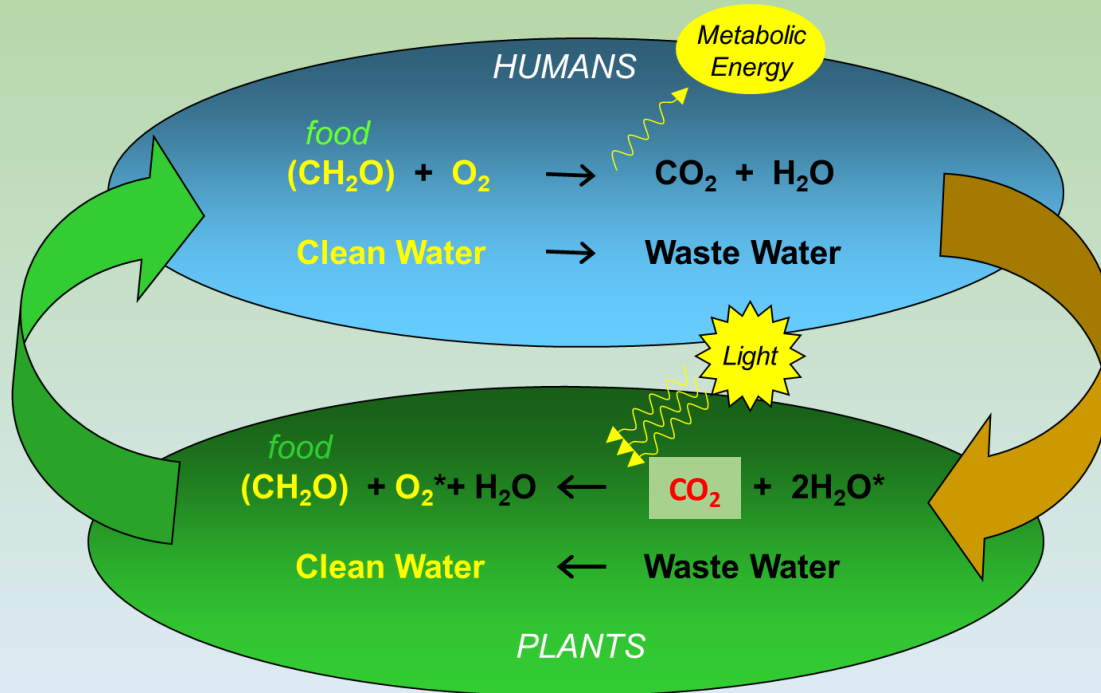 HUMANS
Metabolic
Energy
food
(CH₂O) + O₂ → CO₂ + H₂O
Clean Water → Waste Water
Light
food
(CH₂O) + O₂*+ H₂O ← CO₂ + 2H₂O*
Clean Water ← Waste Water
PLANTS